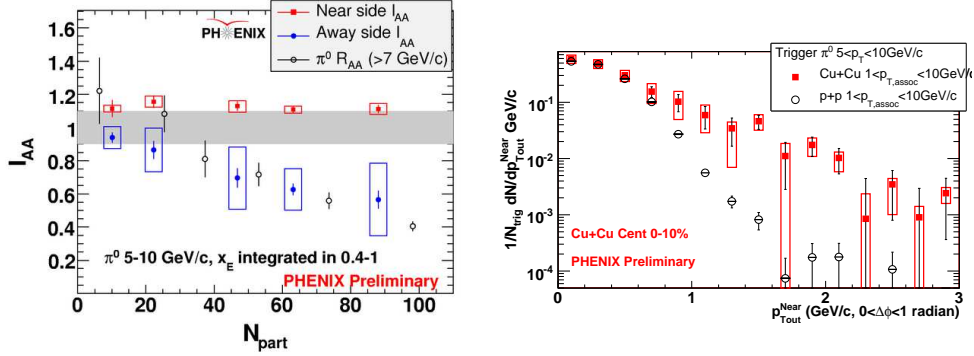 Near side I_AA
Away side I_AA
π⁰ R_AA (>7 GeV/c)
PH ENIX
I_AA
1.6
1.4
1.2
1
0.8
0.6
0.4
0.2
π⁰ 5-10 GeV/c, x_E integrated in 0.4-1
PHENIX Preliminary
0 20 40 60 80 100
N_part
Trigger π⁰ 5<p_T<10GeV/c
Cu+Cu 1<p_T,assoc<10GeV/c
p+p 1<p_T,assoc<10GeV/c
1/N_trig dN/dp_Tout^Near GeV/c
10⁻¹
10⁻²
10⁻³
10⁻⁴
Cu+Cu Cent 0-10%
PHENIX Preliminary
0 1 2 3
p_Tout^Near (GeV/c, 0<Δϕ<1 radian)